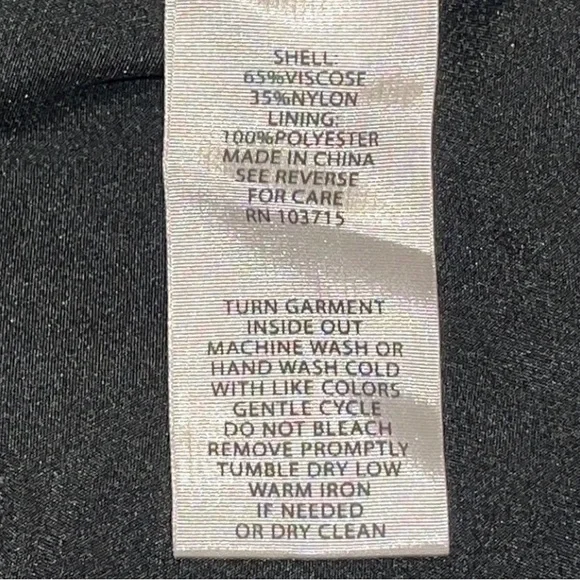 SHELL:
65%VISCOSE
35%NYLON
LINING:
100%POLYESTER
MADE IN CHINA
SEE REVERSE
FOR CARE
RN 103715
TURN GARMENT
INSIDE OUT
MACHINE WASH OR
HAND WASH COLD
WITH LIKE COLORS
GENTLE CYCLE
DO NOT BLEACH
REMOVE PROMPTLY
TUMBLE DRY LOW
WARM IRON
IF NEEDED
OR DRY CLEAN